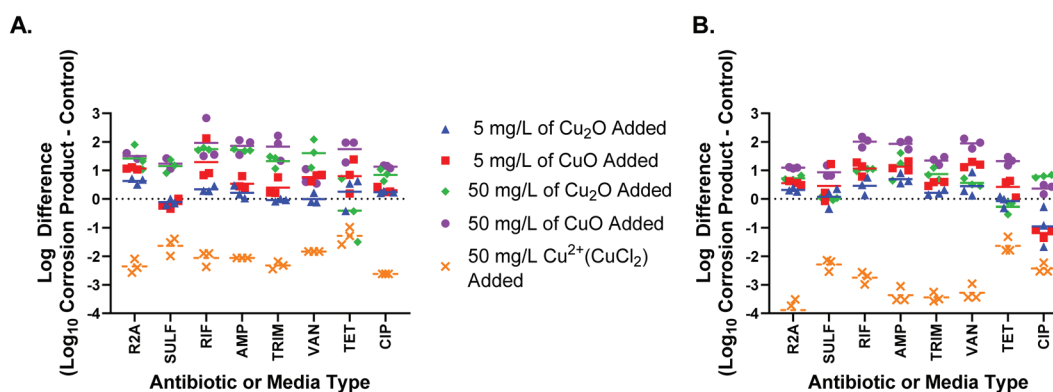 A.
Log Difference
(Log10 Corrosion Product - Control)
3
2
1
0
-1
-2
-3
-4
R2A
SULF
RIF
AMP
TRIM
VAN
TET
CIP
Antibiotic or Media Type
5 mg/L of Cu2O Added
5 mg/L of CuO Added
50 mg/L of Cu2O Added
50 mg/L of CuO Added
50 mg/L Cu2+(CuCl2)
Added
B.
Log Difference
(Log10 Corrosion Product - Control)
3
2
1
0
-1
-2
-3
-4
R2A
SULF
RIF
AMP
TRIM
VAN
TET
CIP
Antibiotic or Media Type